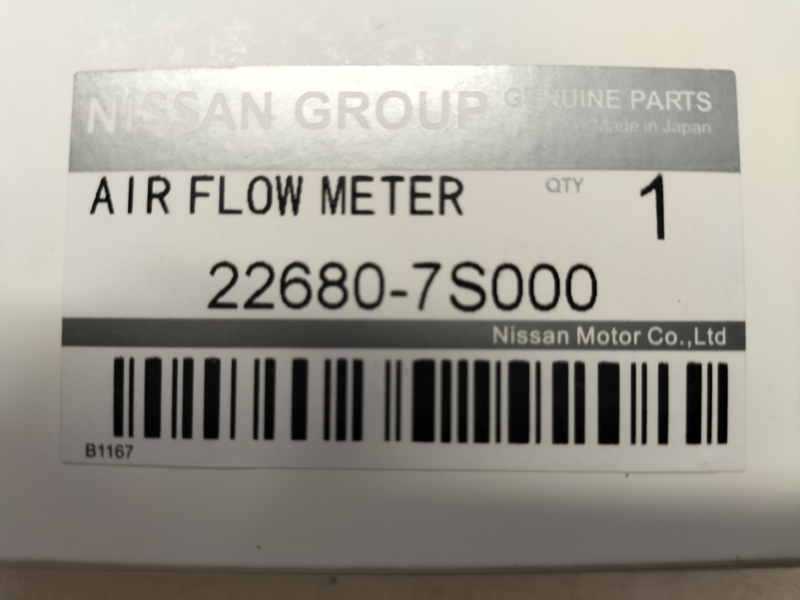 NISSAN GROUP GENUINE PARTS
Made in Japan
AIR FLOW METER QTY 1
22680-7S000
Nissan Motor Co.,Ltd
B1167